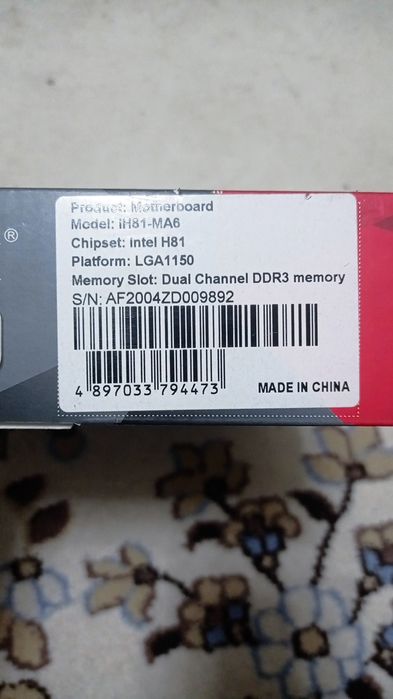 ®
Product: Motherboard
Model: iH81-MA6
Chipset: intel H81
Platform: LGA1150
Memory Slot: Dual Channel DDR3 memory
S/N: AF2004ZD009892
4 897033 794473
MADE IN CHINA